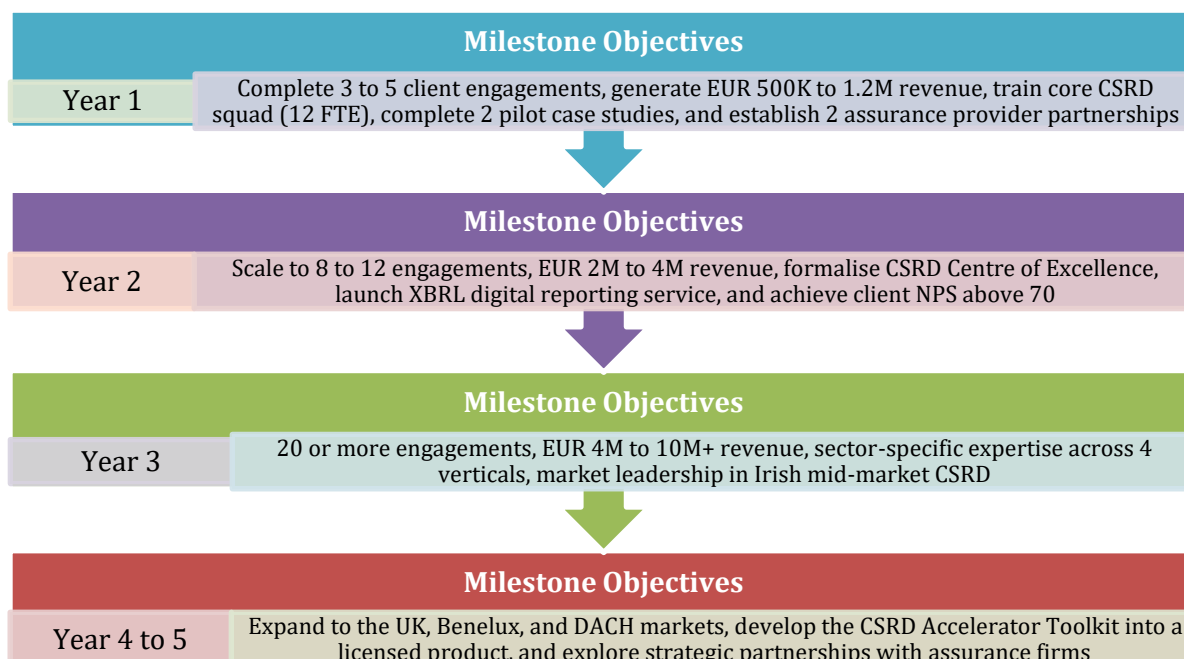 Milestone Objectives
Year 1
Complete 3 to 5 client engagements, generate EUR 500K to 1.2M revenue, train core CSRD
squad (12 FTE), complete 2 pilot case studies, and establish 2 assurance provider partnerships
Milestone Objectives
Year 2
Scale to 8 to 12 engagements, EUR 2M to 4M revenue, formalise CSRD Centre of Excellence,
launch XBRL digital reporting service, and achieve client NPS above 70
Milestone Objectives
Year 3
20 or more engagements, EUR 4M to 10M+ revenue, sector-specific expertise across 4
verticals, market leadership in Irish mid-market CSRD
Milestone Objectives
Year 4 to 5
Expand to the UK, Benelux, and DACH markets, develop the CSRD Accelerator Toolkit into a
licensed product, and explore strategic partnerships with assurance firms